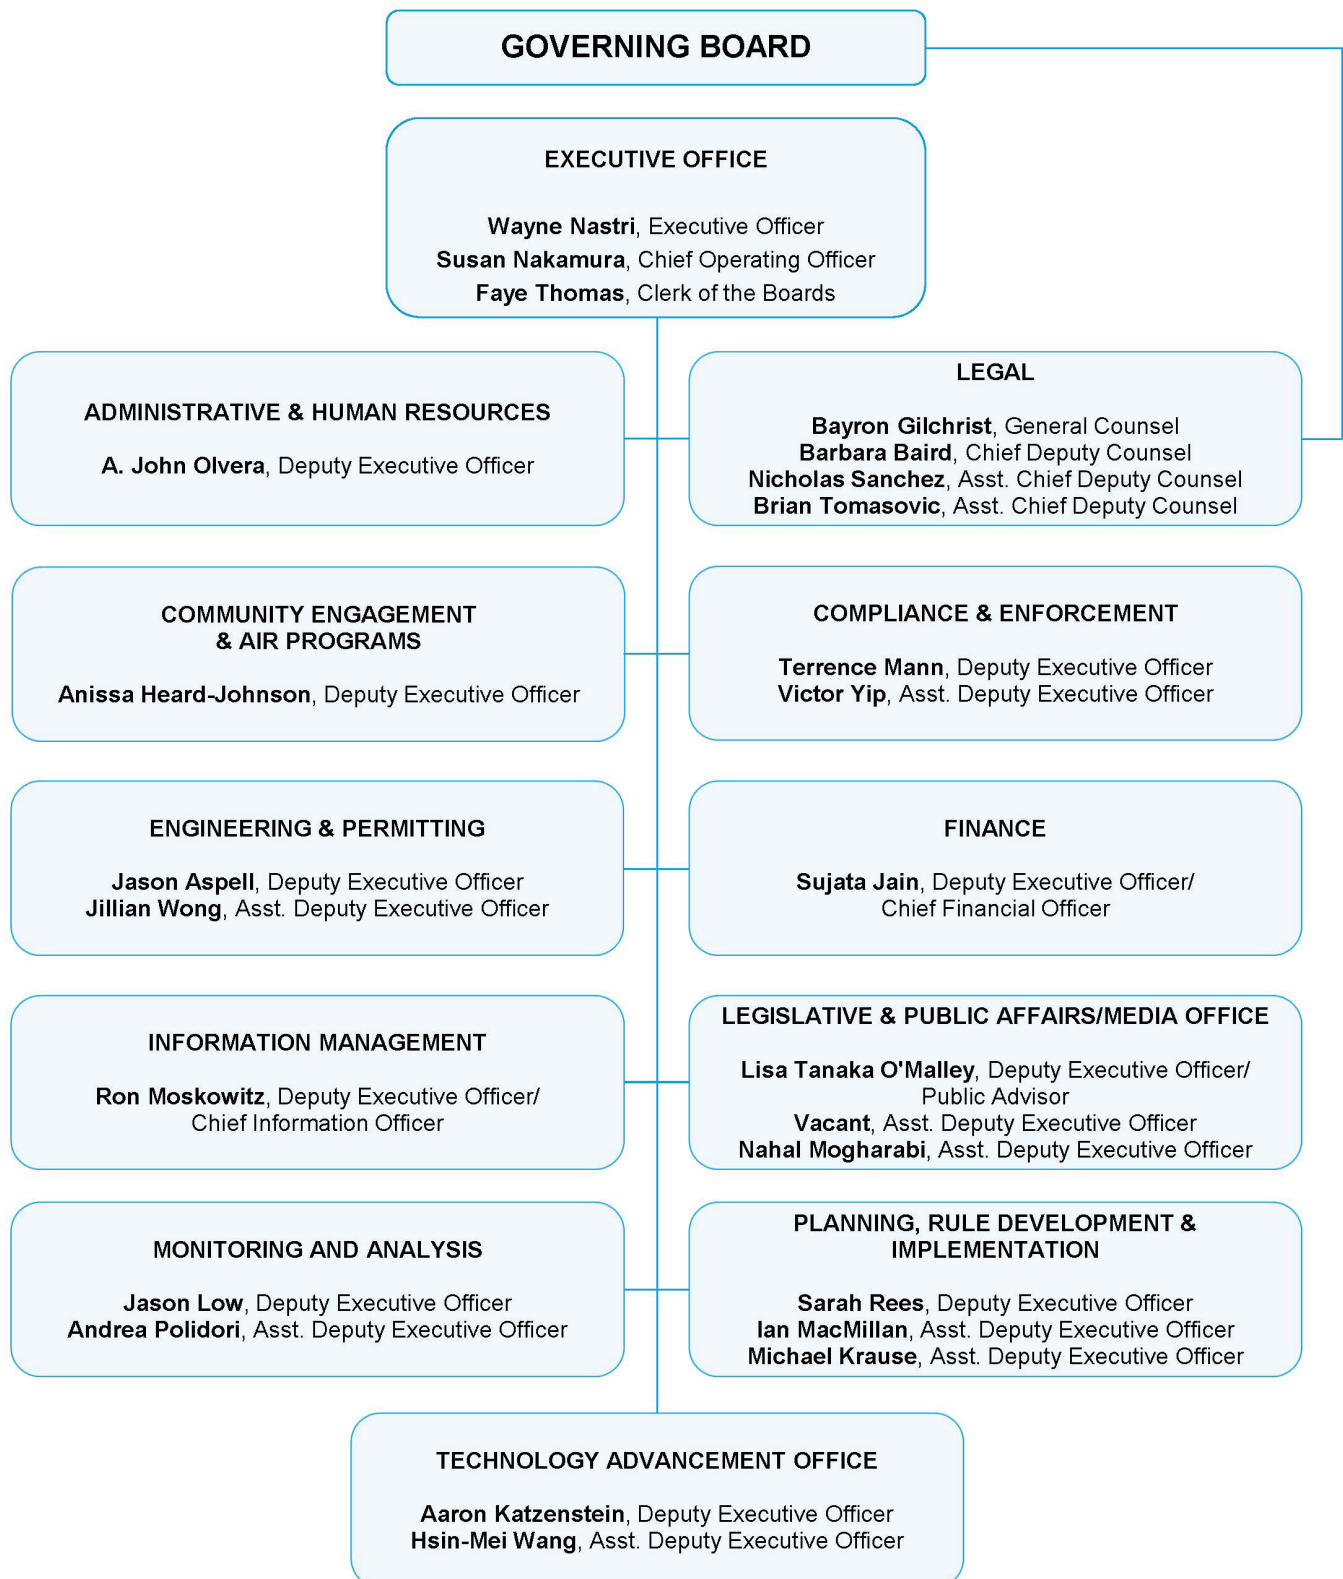 GOVERNING BOARD
EXECUTIVE OFFICE
Wayne Nastri, Executive Officer
Susan Nakamura, Chief Operating Officer
Faye Thomas, Clerk of the Boards
ADMINISTRATIVE & HUMAN RESOURCES
A. John Olvera, Deputy Executive Officer
LEGAL
Bayron Gilchrist, General Counsel
Barbara Baird, Chief Deputy Counsel
Nicholas Sanchez, Asst. Chief Deputy Counsel
Brian Tomasovic, Asst. Chief Deputy Counsel
COMMUNITY ENGAGEMENT
& AIR PROGRAMS
Anissa Heard-Johnson, Deputy Executive Officer
COMPLIANCE & ENFORCEMENT
Terrence Mann, Deputy Executive Officer
Victor Yip, Asst. Deputy Executive Officer
ENGINEERING & PERMITTING
Jason Aspell, Deputy Executive Officer
Jillian Wong, Asst. Deputy Executive Officer
FINANCE
Sujata Jain, Deputy Executive Officer/
Chief Financial Officer
INFORMATION MANAGEMENT
Ron Moskowitz, Deputy Executive Officer/
Chief Information Officer
LEGISLATIVE & PUBLIC AFFAIRS/MEDIA OFFICE
Lisa Tanaka O'Malley, Deputy Executive Officer/
Public Advisor
Vacant, Asst. Deputy Executive Officer
Nahal Mogharabi, Asst. Deputy Executive Officer
MONITORING AND ANALYSIS
Jason Low, Deputy Executive Officer
Andrea Polidori, Asst. Deputy Executive Officer
PLANNING, RULE DEVELOPMENT &
IMPLEMENTATION
Sarah Rees, Deputy Executive Officer
Ian MacMillan, Asst. Deputy Executive Officer
Michael Krause, Asst. Deputy Executive Officer
TECHNOLOGY ADVANCEMENT OFFICE
Aaron Katzenstein, Deputy Executive Officer
Hsin-Mei Wang, Asst. Deputy Executive Officer